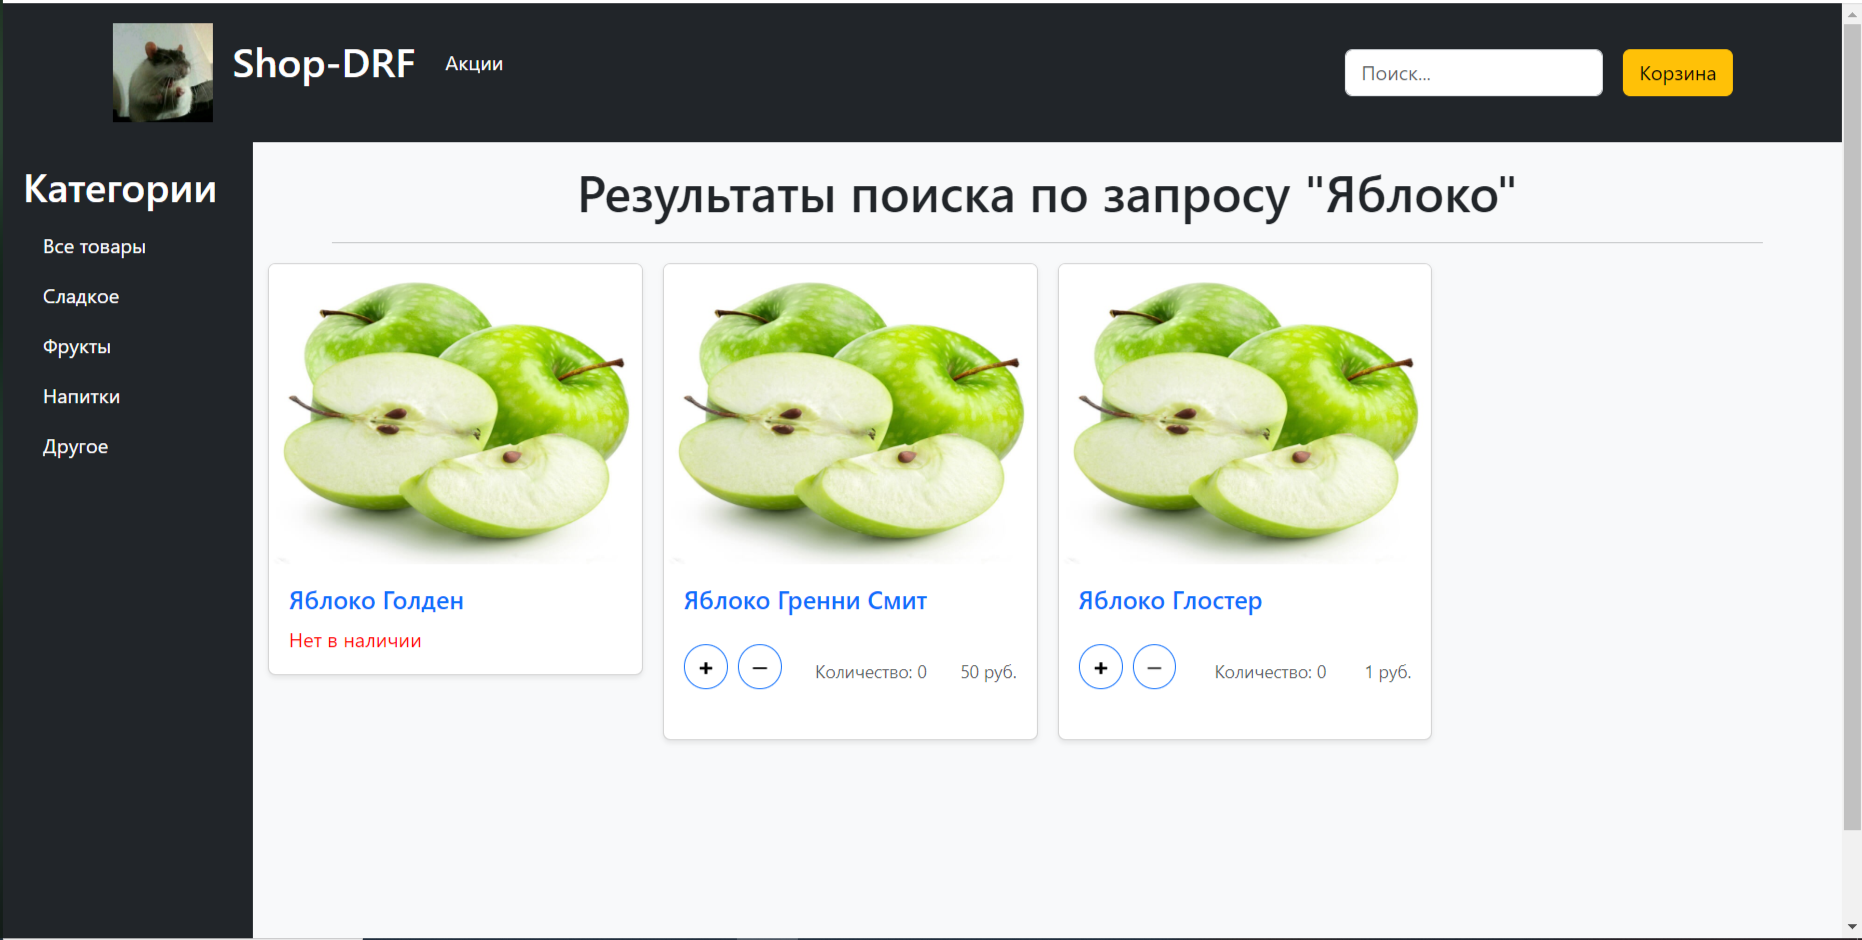 Shop-DRF
Акции
Поиск...
Корзина
Категории
Все товары
Сладкое
Фрукты
Напитки
Другое
Результаты поиска по запросу "Яблоко"
Яблоко Голден
Нет в наличии
Яблоко Гренни Смит
+ − Количество: 0 50 руб.
Яблоко Глостер
+ − Количество: 0 1 руб.